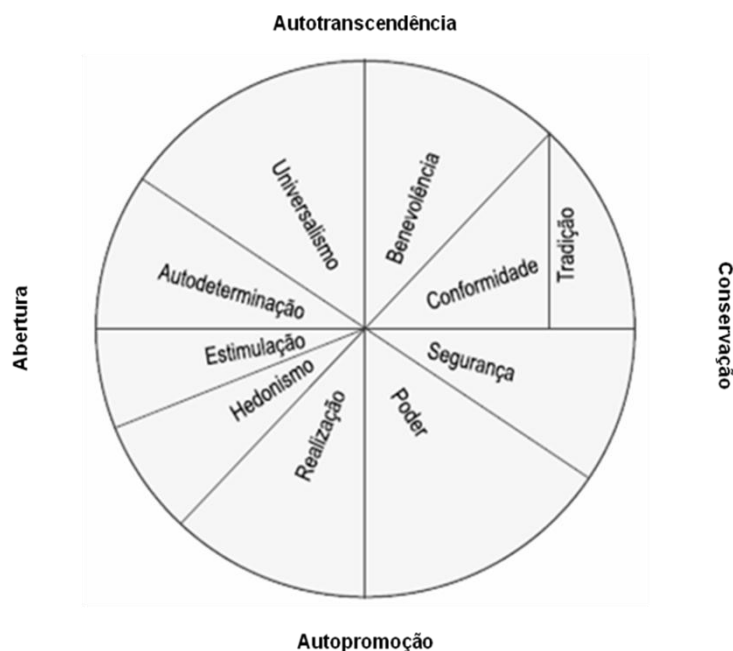 Autotranscendência
Universalismo
Benevolência
Tradição
Conformidade
Autodeterminação
Abertura
Conservação
Estimulação
Segurança
Hedonismo
Realização
Poder
Autopromoção